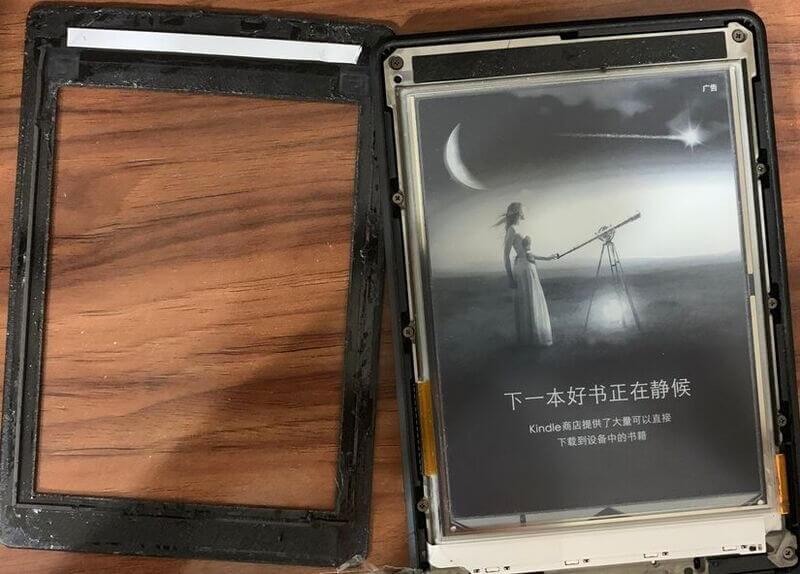 广告
下一本好书正在静候
Kindle商店提供了大量可以直接
下载到设备中的书籍